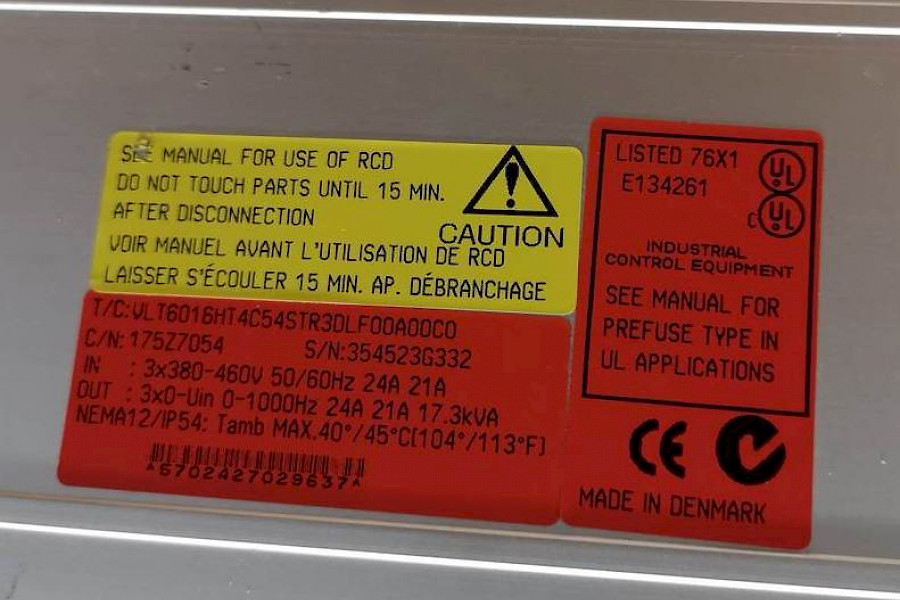 SEE MANUAL FOR USE OF RCD
DO NOT TOUCH PARTS UNTIL 15 MIN.
AFTER DISCONNECTION
CAUTION
VOIR MANUEL AVANT L'UTILISATION DE RCD
LAISSER S'ÉCOULER 15 MIN. AP. DÉBRANCHAGE
T/C:VLT6016HT4C54STR3DLF00A00C0
C/N: 175Z7054 S/N:354523G332
IN : 3x380-460V 50/60Hz 24A 21A
OUT : 3x0-Uin 0-1000Hz 24A 21A 17.3kVA
NEMA12/IP54: Tamb MAX.40°/45°C[104°/113°F]
*5702427029637*
LISTED 76X1
E134261
UL
c UL
INDUSTRIAL
CONTROL EQUIPMENT
SEE MANUAL FOR
PREFUSE TYPE IN
UL APPLICATIONS
CE
MADE IN DENMARK